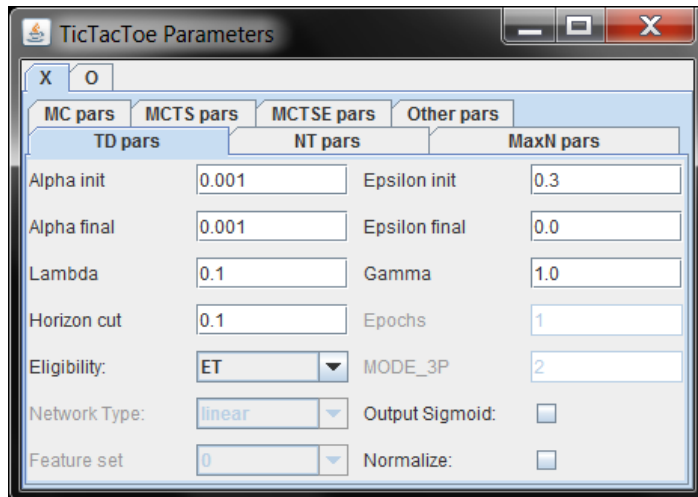 TicTacToe Parameters
X O
MC pars MCTS pars MCTSE pars Other pars
TD pars NT pars MaxN pars
Alpha init 0.001 Epsilon init 0.3
Alpha final 0.001 Epsilon final 0.0
Lambda 0.1 Gamma 1.0
Horizon cut 0.1 Epochs 1
Eligibility: ET MODE_3P 2
Network Type: linear Output Sigmoid:
Feature set 0 Normalize: